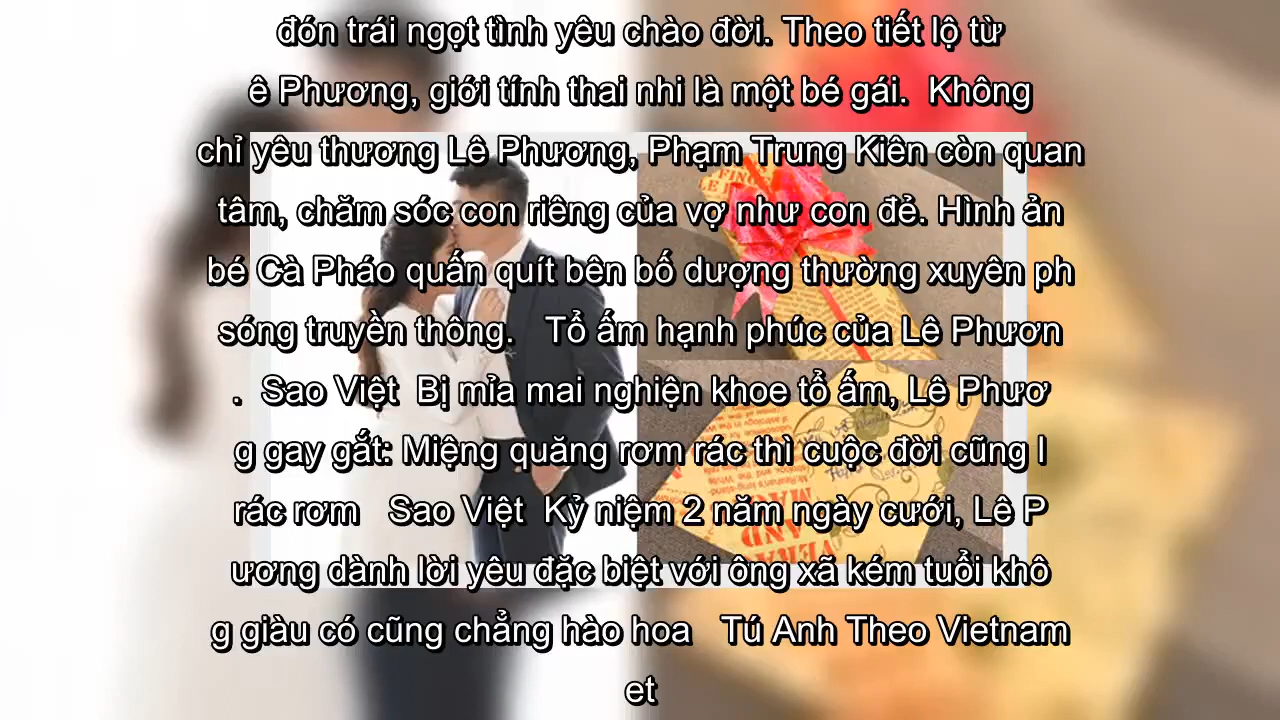 đón trái ngọt tình yêu chào đời. Theo tiết lộ từ
ê Phương, giới tính thai nhi là một bé gái.  Không
chỉ yêu thương Lê Phương, Phạm Trung Kiên còn quan
tâm, chăm sóc con riêng của vợ như con đẻ. Hình ản
bé Cà Pháo quấn quít bên bố dượng thường xuyên ph
sóng truyền thông.   Tổ ấm hạnh phúc của Lê Phươn
.  Sao Việt  Bị mỉa mai nghiện khoe tổ ấm, Lê Phươ
g gay gắt: Miệng quăng rơm rác thì cuộc đời cũng l
rác rơm   Sao Việt  Kỷ niệm 2 năm ngày cưới, Lê P
ương dành lời yêu đặc biệt với ông xã kém tuổi khô
g giàu có cũng chẳng hào hoa   Tú Anh Theo Vietnam
et